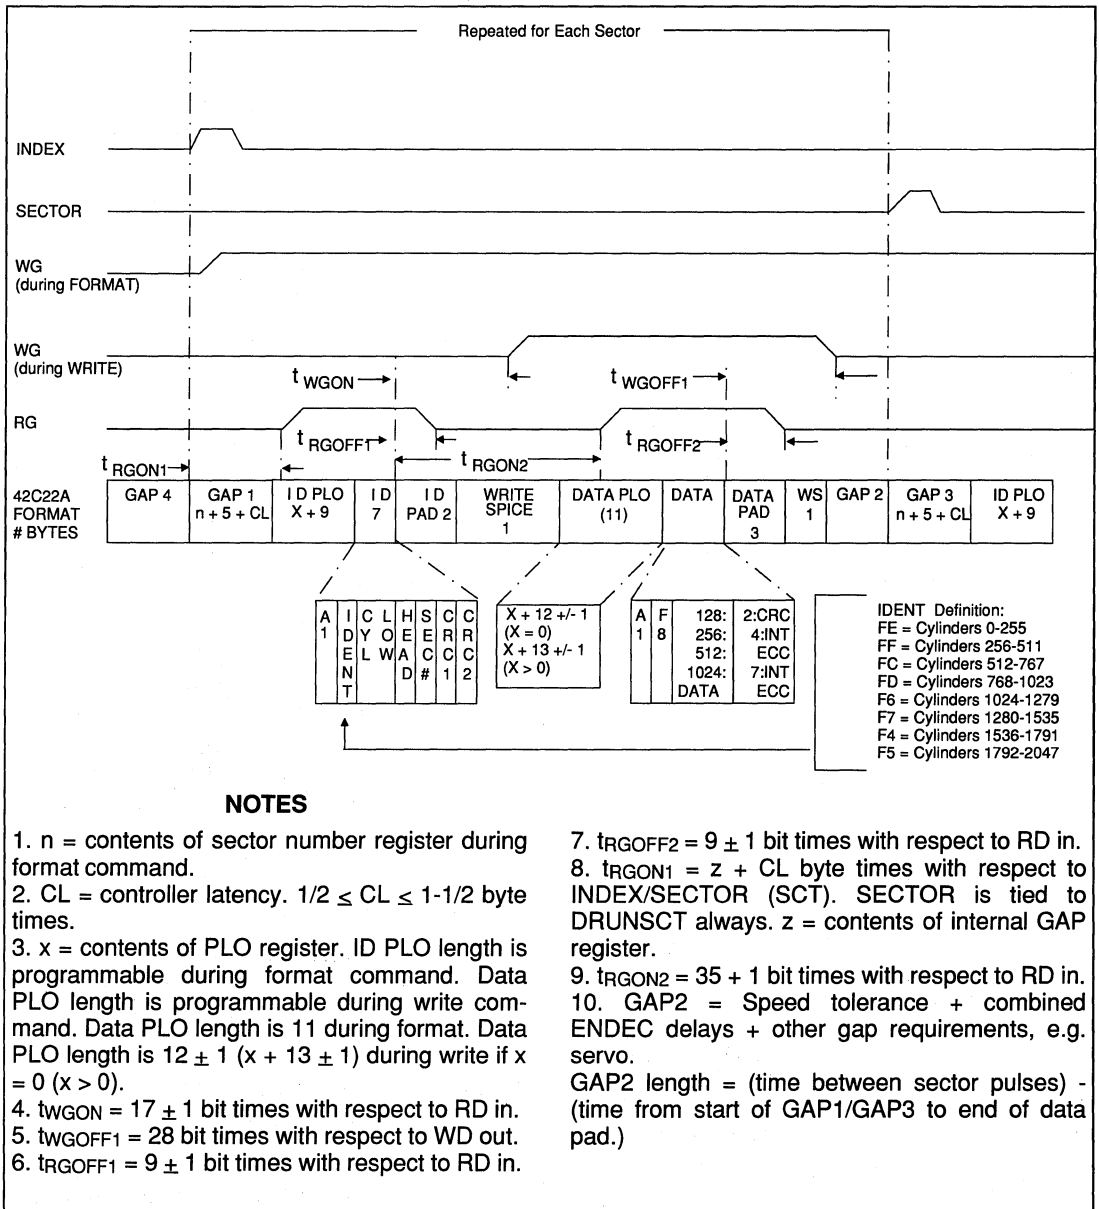 Repeated for Each Sector
INDEX
SECTOR
WG
(during FORMAT)
WG
(during WRITE)
t WGON
t WGOFF1
RG
t RGOFF1
t RGOFF2
t RGON1
t RGON2
42C22A
FORMAT
# BYTES
GAP 4
GAP 1
n + 5 + CL
ID PLO
X + 9
ID
7
ID
PAD 2
WRITE
SPICE
1
DATA PLO
(11)
DATA
DATA
PAD
3
WS
1
GAP 2
GAP 3
n + 5 + CL
ID PLO
X + 9
A1
IDENT
CYL
LOW
HEAD
SEC#
CRC1
CRC2
X + 12 +/- 1
(X = 0)
X + 13 +/- 1
(X > 0)
A1
F8
128:
256:
512:
1024:
DATA
2:CRC
4:INT
ECC
7:INT
ECC
IDENT Definition:
FE = Cylinders 0-255
FF = Cylinders 256-511
FC = Cylinders 512-767
FD = Cylinders 768-1023
F6 = Cylinders 1024-1279
F7 = Cylinders 1280-1535
F4 = Cylinders 1536-1791
F5 = Cylinders 1792-2047
NOTES
1. n = contents of sector number register during
format command.
2. CL = controller latency. 1/2 ≤ CL ≤ 1-1/2 byte
times.
3. x = contents of PLO register. ID PLO length is
programmable during format command. Data
PLO length is programmable during write com-
mand. Data PLO length is 11 during format. Data
PLO length is 12 ± 1 (x + 13 ± 1) during write if x
= 0 (x > 0).
4. tWGON = 17 ± 1 bit times with respect to RD in.
5. tWGOFF1 = 28 bit times with respect to WD out.
6. tRGOFF1 = 9 ± 1 bit times with respect to RD in.
7. tRGOFF2 = 9 ± 1 bit times with respect to RD in.
8. tRGON1 = z + CL byte times with respect to
INDEX/SECTOR (SCT). SECTOR is tied to
DRUNSCT always. z = contents of internal GAP
register.
9. tRGON2 = 35 + 1 bit times with respect to RD in.
10. GAP2 = Speed tolerance + combined
ENDEC delays + other gap requirements, e.g.
servo.
GAP2 length = (time between sector pulses) -
(time from start of GAP1/GAP3 to end of data
pad.)